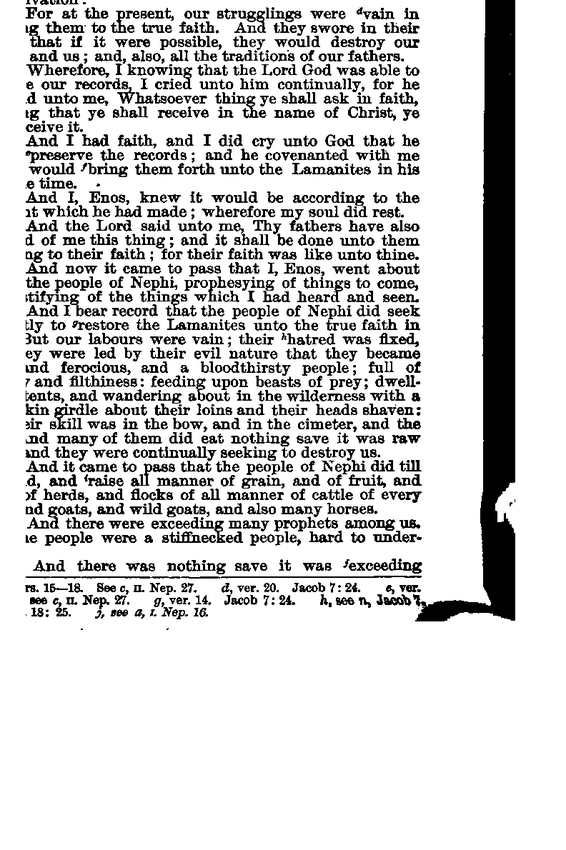 For at the present, our strugglings were dvain in
them to the true faith. And they swore in their
that if it were possible, they would destroy our
and us; and, also, all the traditions of our fathers.
Wherefore, I knowing that the Lord God was able to
e our records, I cried unto him continually, for he
d unto me, Whatsoever thing ye shall ask in faith,
g that ye shall receive in the name of Christ, ye
ceive it.
And I had faith, and I did cry unto God that he
epreserve the records; and he covenanted with me
would fbring them forth unto the Lamanites in his
e time.
And I, Enos, knew it would be according to the
t which he had made; wherefore my soul did rest.
And the Lord said unto me, Thy fathers have also
d of me this thing; and it shall be done unto them
ng to their faith; for their faith was like unto thine.
And now it came to pass that I, Enos, went about
the people of Nephi, prophesying of things to come,
tifying of the things which I had heard and seen.
And I bear record that the people of Nephi did seek
tly to grestore the Lamanites unto the true faith in
But our labours were vain; their hhatred was fixed,
ey were led by their evil nature that they became
nd ferocious, and a bloodthirsty people; full of
y and filthiness: feeding upon beasts of prey; dwell-
tents, and wandering about in the wilderness with a
kin girdle about their loins and their heads shaven:
eir skill was in the bow, and in the cimeter, and the
nd many of them did eat nothing save it was raw
and they were continually seeking to destroy us.
And it came to pass that the people of Nephi did till
d, and iraise all manner of grain, and of fruit, and
of herds, and flocks of all manner of cattle of every
nd goats, and wild goats, and also many horses.
And there were exceeding many prophets among us.
e people were a stiffnecked people, hard to under-
And there was nothing save it was jexceeding
rs. 15—18. See c, II. Nep. 27. d, ver. 20. Jacob 7: 24. e, ver.
see c, II. Nep. 27. g, ver. 14. Jacob 7: 24. h, see n, Jacob 7.
18: 25. j, see a, I. Nep. 16.